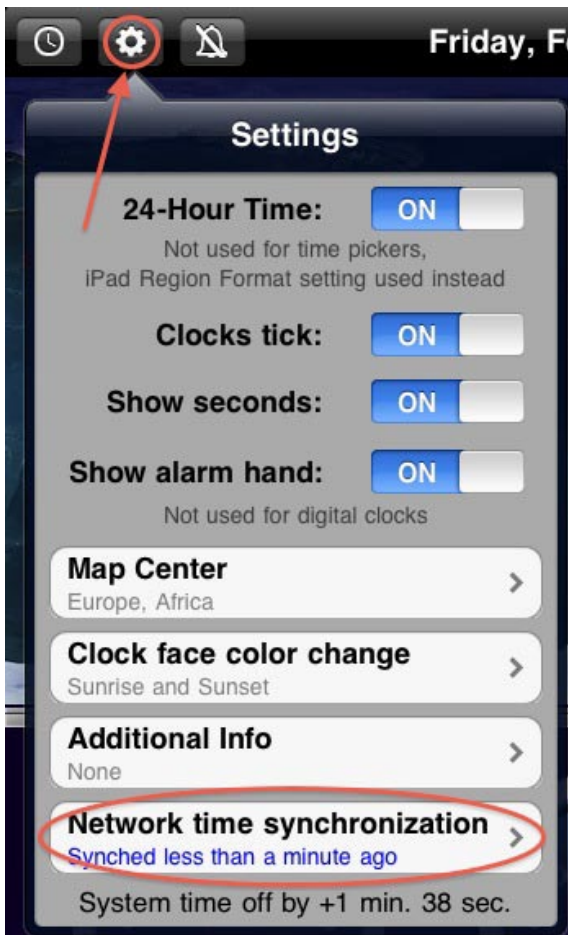 Friday, F
Settings
24-Hour Time:
ON
Not used for time pickers,
iPad Region Format setting used instead
Clocks tick:
ON
Show seconds:
ON
Show alarm hand:
ON
Not used for digital clocks
Map Center
Europe, Africa
Clock face color change
Sunrise and Sunset
Additional Info
None
Network time synchronization
Synched less than a minute ago
System time off by +1 min. 38 sec.